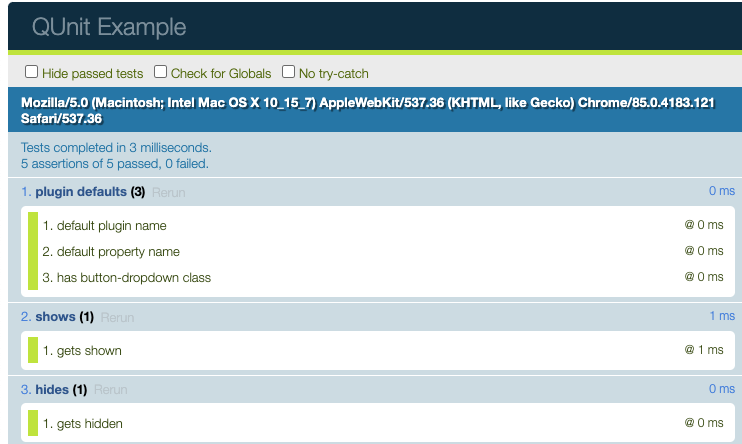 QUnit Example
Hide passed tests Check for Globals No try-catch
Mozilla/5.0 (Macintosh; Intel Mac OS X 10_15_7) AppleWebKit/537.36 (KHTML, like Gecko) Chrome/85.0.4183.121
Safari/537.36
Tests completed in 3 milliseconds.
5 assertions of 5 passed, 0 failed.
1. plugin defaults (3) Rerun 0 ms
1. default plugin name @ 0 ms
2. default property name @ 0 ms
3. has button-dropdown class @ 0 ms
2. shows (1) Rerun 1 ms
1. gets shown @ 1 ms
3. hides (1) Rerun 0 ms
1. gets hidden @ 0 ms